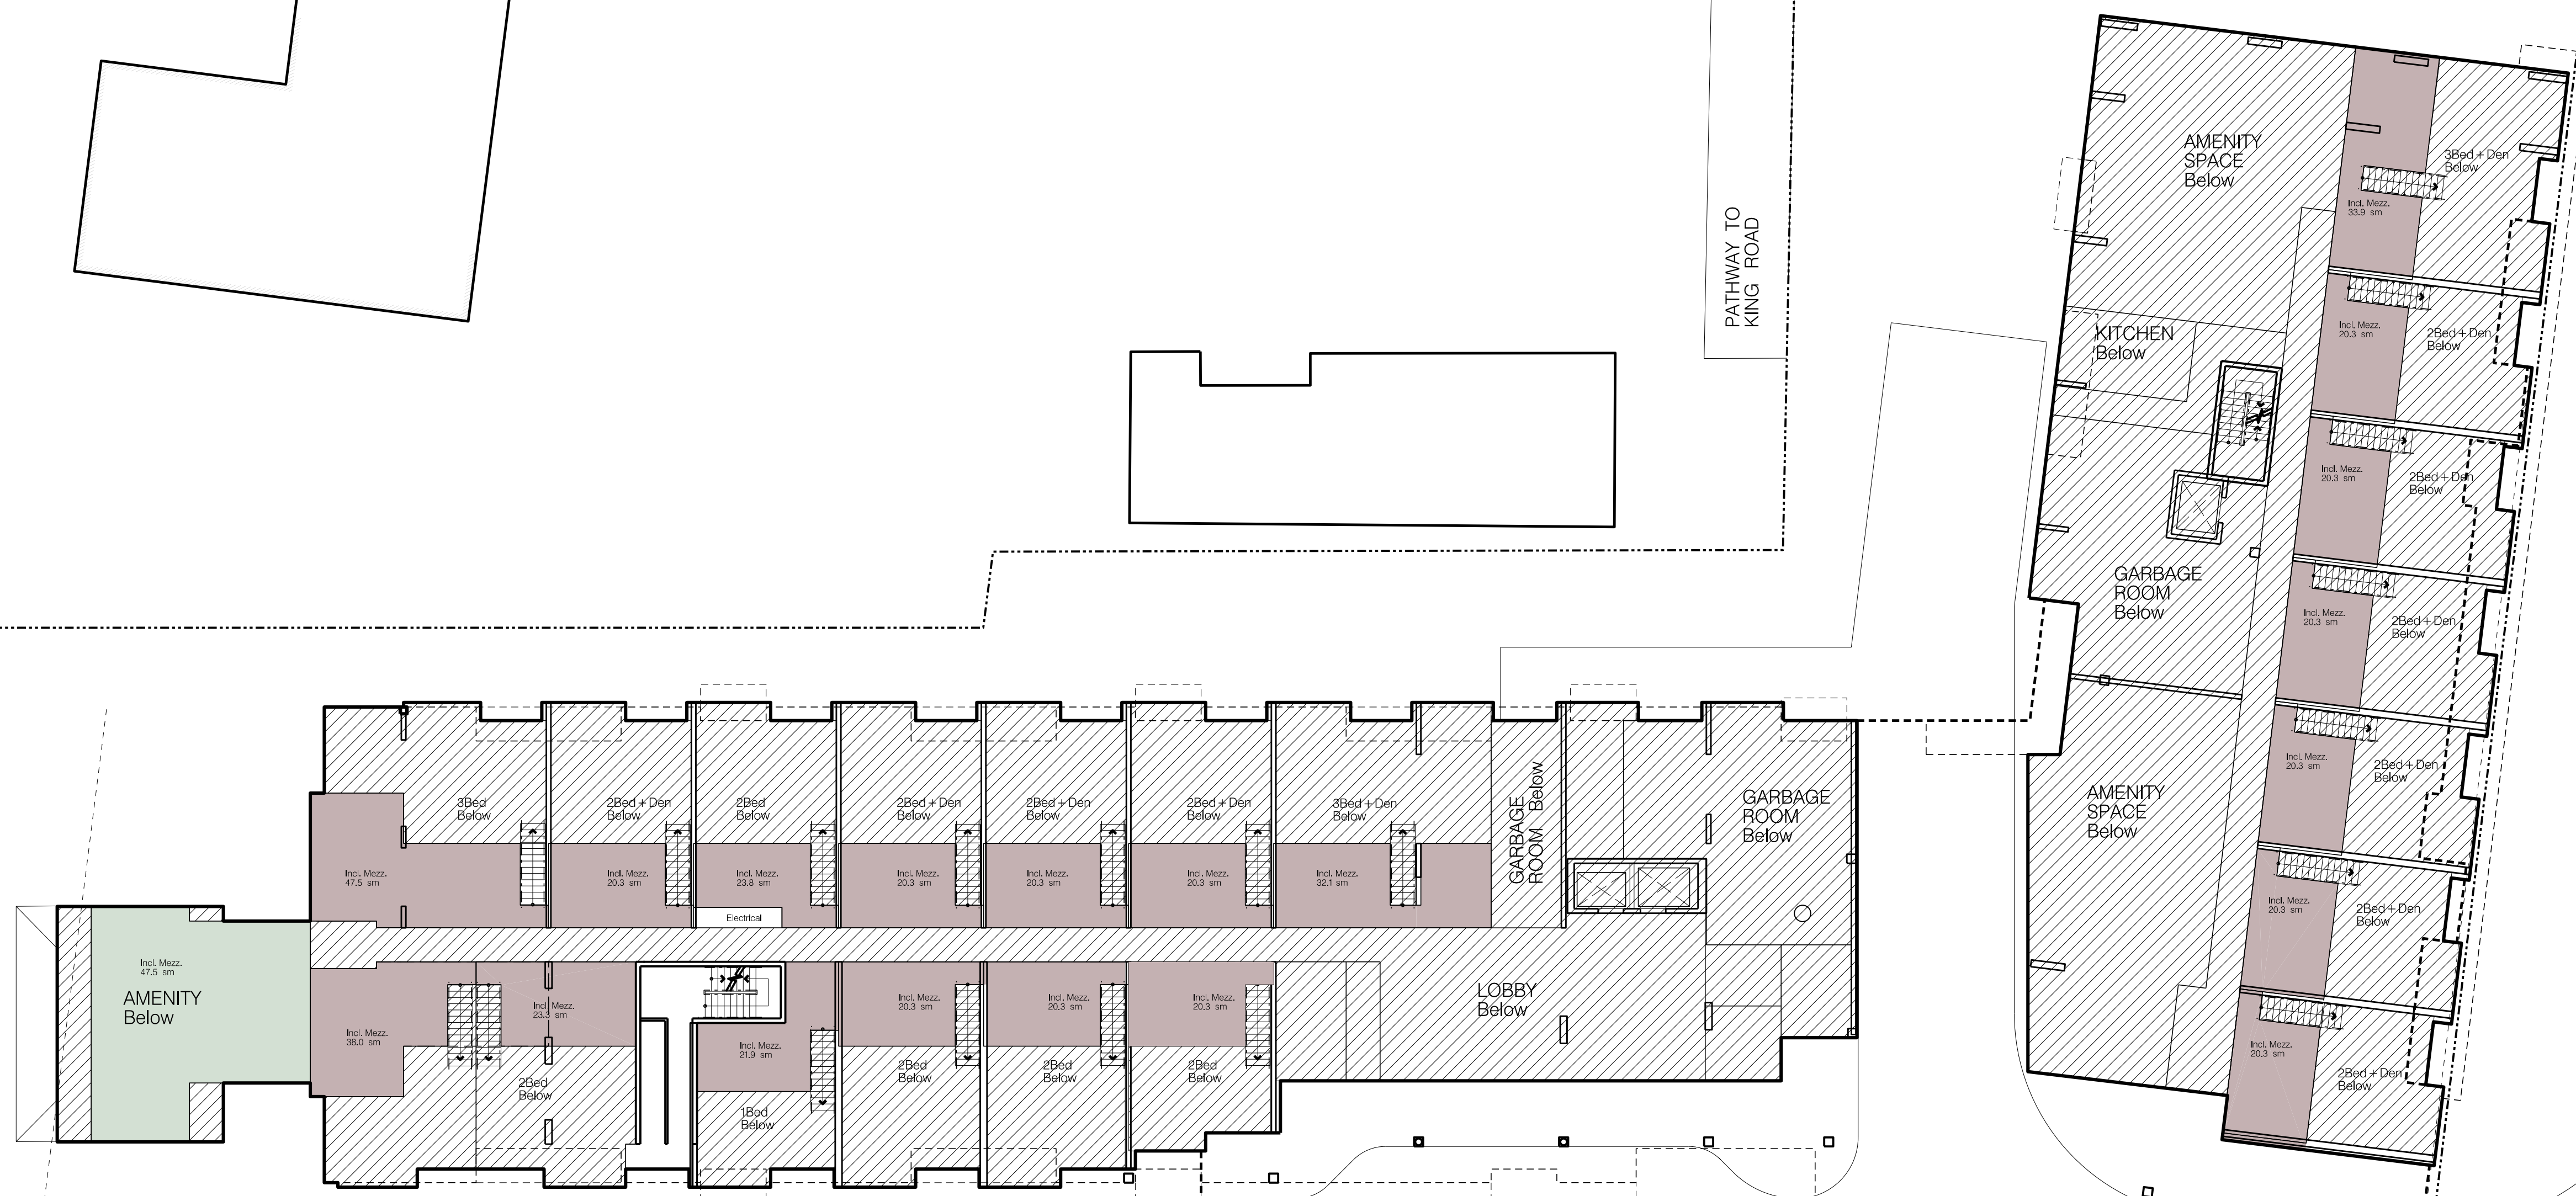 AMENITY
SPACE
Below
3Bed + Den
Below
Incl. Mezz.
33.9 sm
PATHWAY TO
KING ROAD
KITCHEN
Below
Incl. Mezz.
20.3 sm
2Bed + Den
Below
Incl. Mezz.
20.3 sm
2Bed + Den
Below
GARBAGE
ROOM
Below
Incl. Mezz.
20.3 sm
2Bed + Den
Below
AMENITY
SPACE
Below
Incl. Mezz.
20.3 sm
2Bed + Den
Below
Incl. Mezz.
20.3 sm
2Bed + Den
Below
Incl. Mezz.
20.3 sm
2Bed + Den
Below
3Bed
Below
2Bed + Den
Below
2Bed
Below
2Bed + Den
Below
2Bed + Den
Below
2Bed + Den
Below
3Bed + Den
Below
GARBAGE
ROOM Below
GARBAGE
ROOM
Below
Incl. Mezz.
47.5 sm
Incl. Mezz.
20.3 sm
Incl. Mezz.
23.8 sm
Incl. Mezz.
20.3 sm
Incl. Mezz.
20.3 sm
Incl. Mezz.
20.3 sm
Incl. Mezz.
32.1 sm
Electrical
Incl. Mezz.
47.5 sm
AMENITY
Below
Incl. Mezz.
38.0 sm
Incl. Mezz.
23.3 sm
Incl. Mezz.
21.9 sm
Incl. Mezz.
20.3 sm
Incl. Mezz.
20.3 sm
Incl. Mezz.
20.3 sm
LOBBY
Below
2Bed
Below
1Bed
Below
2Bed
Below
2Bed
Below
2Bed
Below